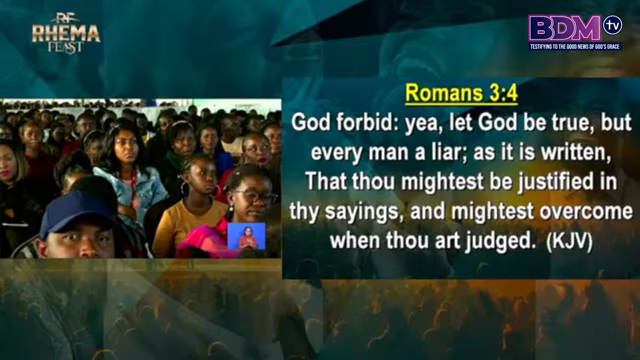 RF
RHEMA
FEAST
BDM tv
TESTIFYING TO THE GOOD NEWS OF GOD'S GRACE
Romans 3:4
God forbid: yea, let God be true, but
every man a liar; as it is written,
That thou mightest be justified in
thy sayings, and mightest overcome
when thou art judged. (KJV)